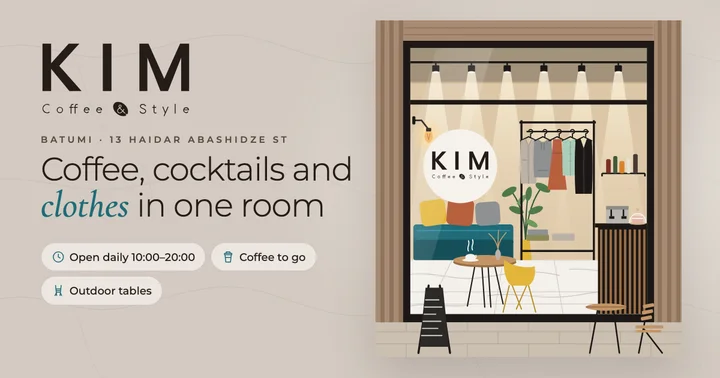 KIM
Coffee & Style
BATUMI · 13 HAIDAR ABASHIDZE ST
Coffee, cocktails and
clothes in one room
Open daily 10:00–20:00
Coffee to go
Outdoor tables
KIM
Coffee & Style